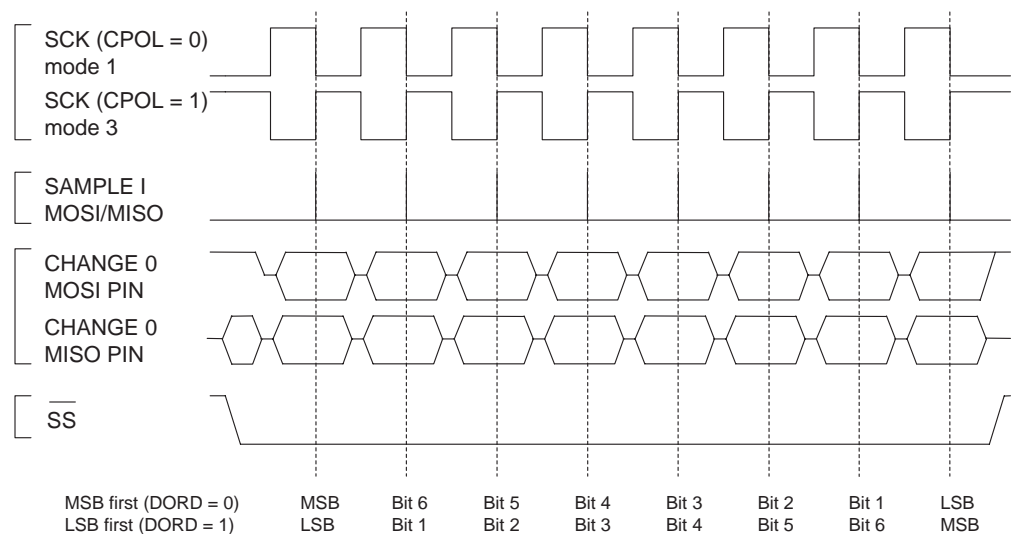 SCK (CPOL = 0)
mode 1
SCK (CPOL = 1)
mode 3
SAMPLE I
MOSI/MISO
CHANGE 0
MOSI PIN
CHANGE 0
MISO PIN
SS
MSB first (DORD = 0) MSB Bit 6 Bit 5 Bit 4 Bit 3 Bit 2 Bit 1 LSB
LSB first (DORD = 1) LSB Bit 1 Bit 2 Bit 3 Bit 4 Bit 5 Bit 6 MSB